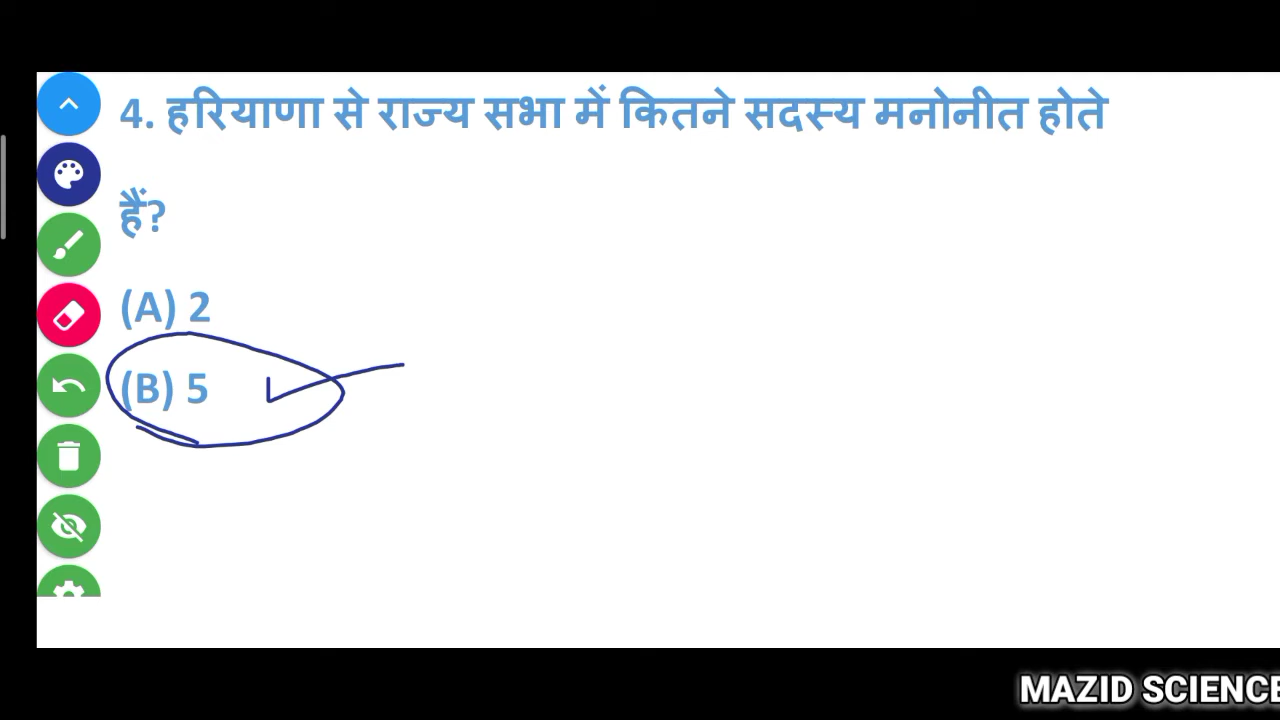 4. हरियाणा से राज्य सभा में कितने सदस्य मनोनीत होते
हैं?
(A) 2
(B) 5
MAZID SCIENCE